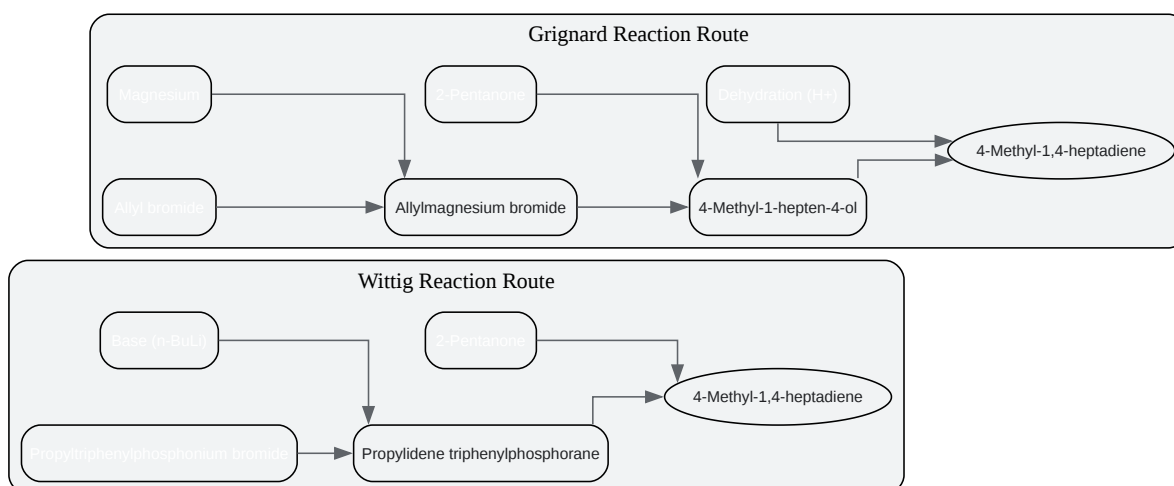 Grignard Reaction Route
Magnesium
2-Pentanone
Dehydration (H+)
4-Methyl-1,4-heptadiene
Allyl bromide
Allylmagnesium bromide
4-Methyl-1-hepten-4-ol
Wittig Reaction Route
Base (n-BuLi)
2-Pentanone
4-Methyl-1,4-heptadiene
Propyltriphenylphosphonium bromide
Propylidene triphenylphosphorane